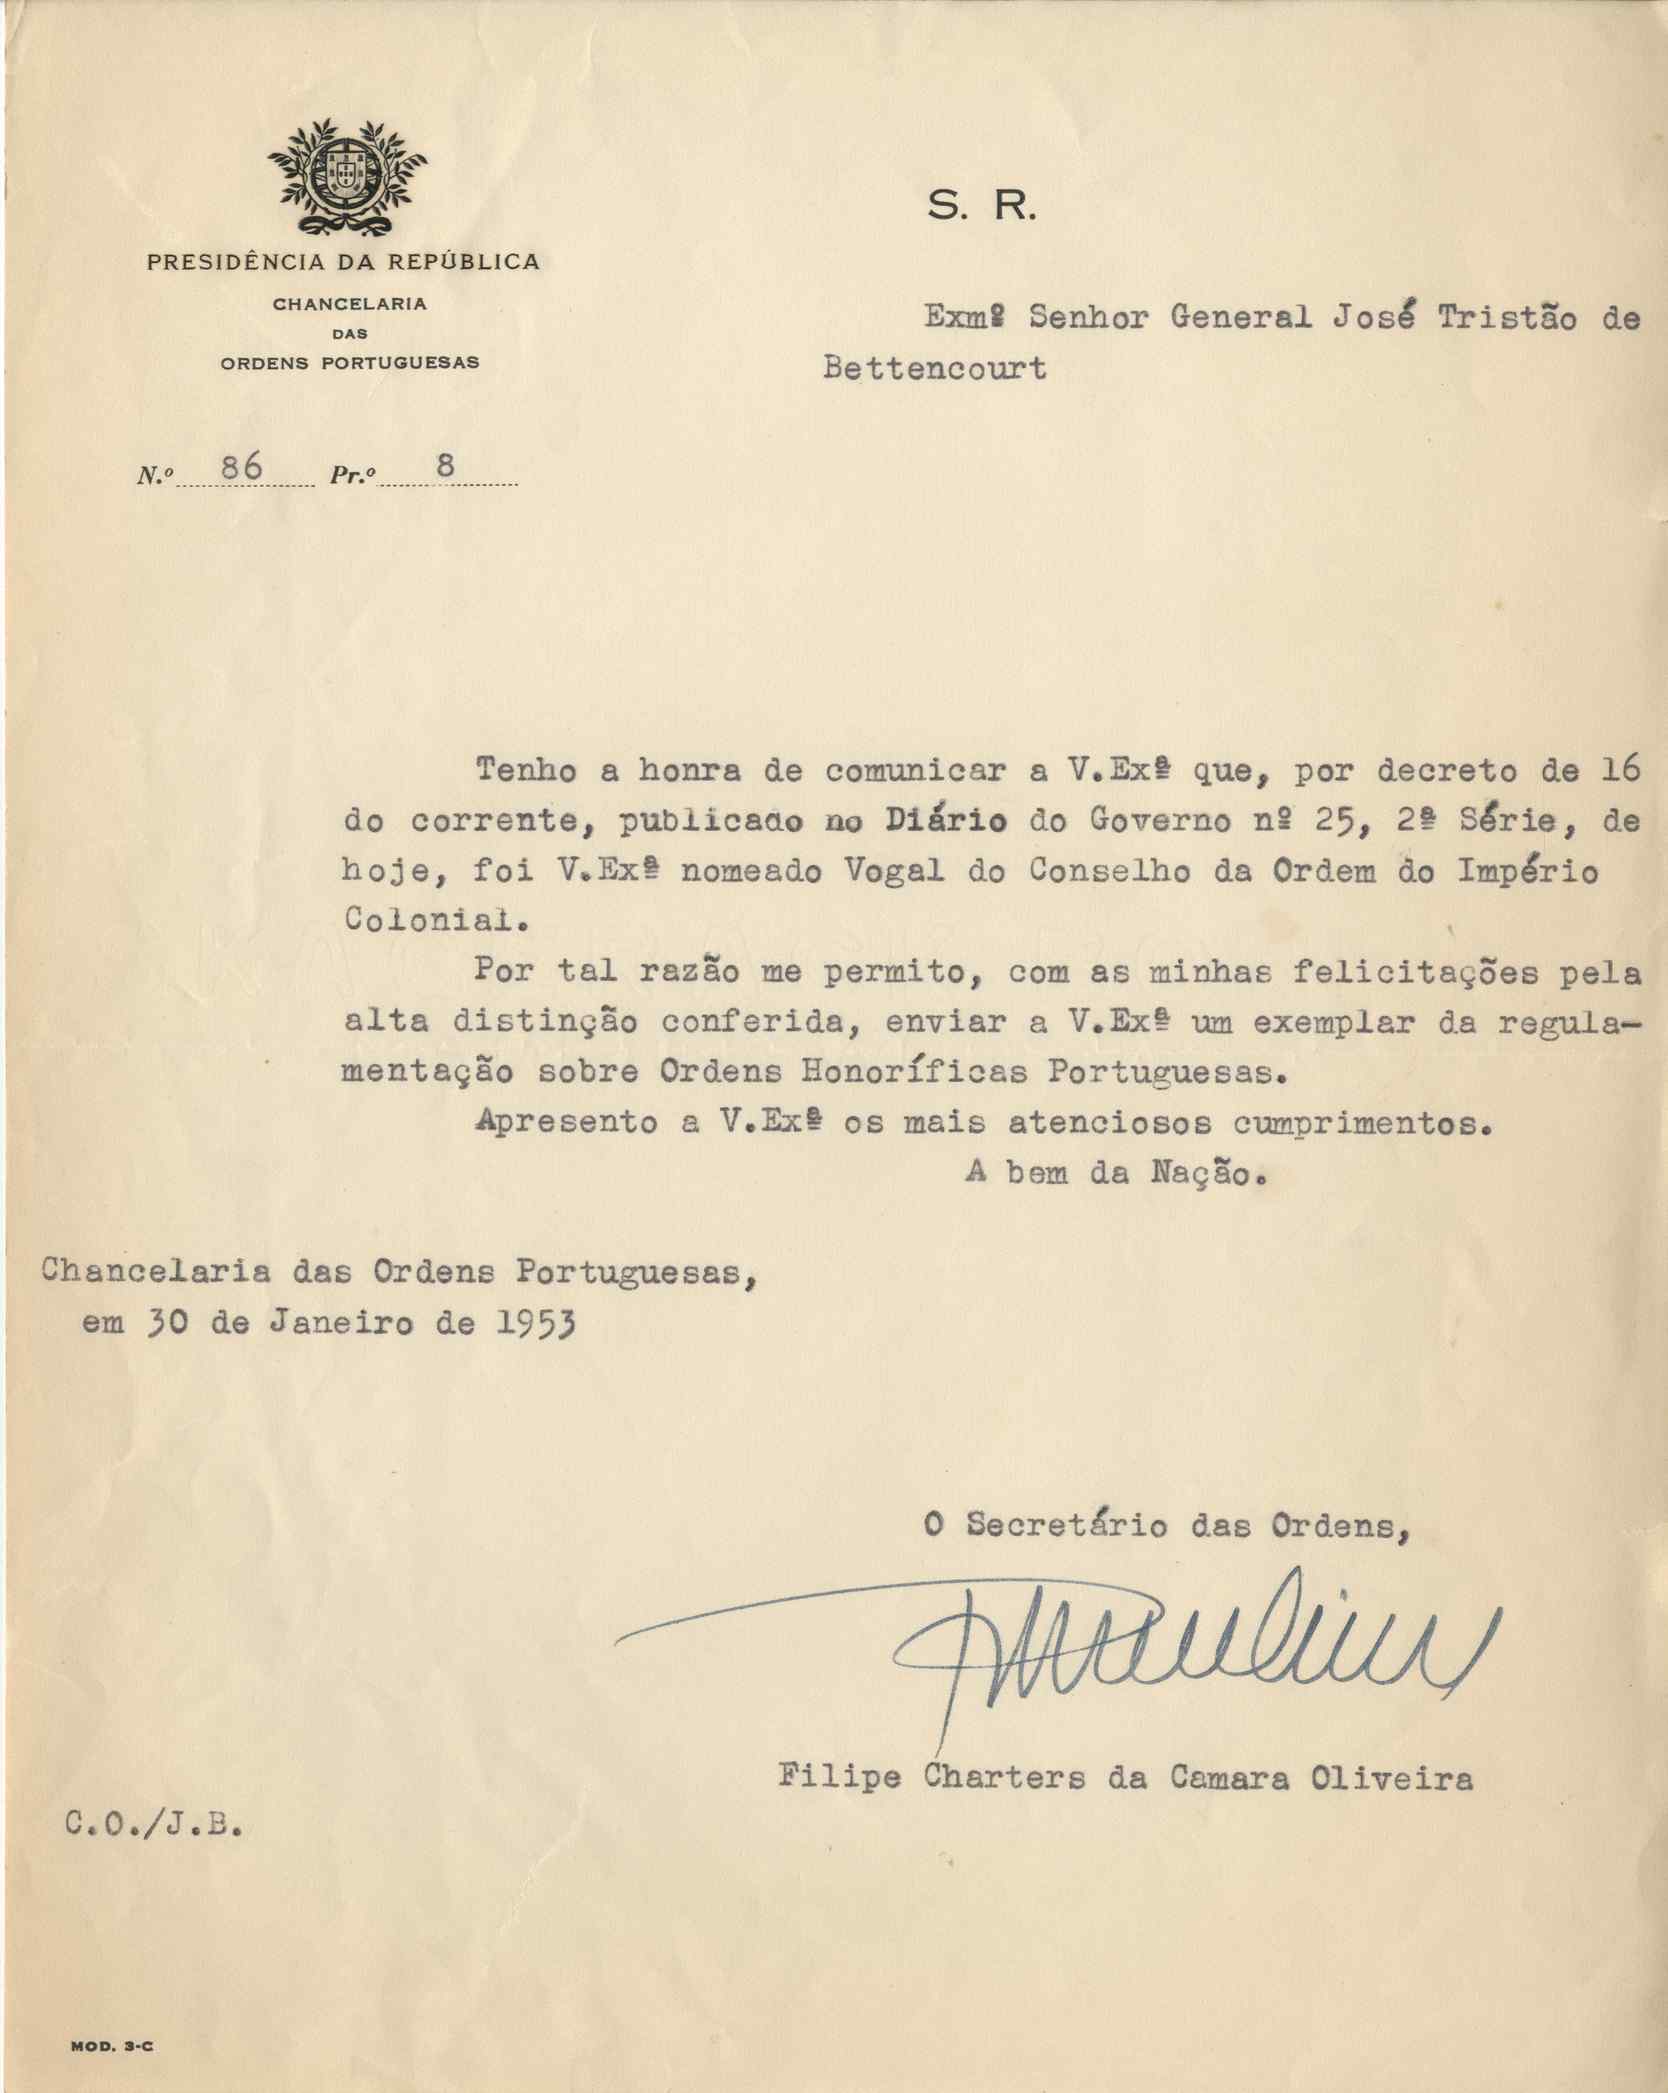 PRESIDÊNCIA DA REPÚBLICA
CHANCELARIA
DAS
ORDENS PORTUGUESAS
N.º 86 Pr.º 8
S. R.
Exmº Senhor General José Tristão de
Bettencourt
Tenho a honra de comunicar a V.Exª que, por decreto de 16
do corrente, publicado no Diário do Governo nº 25, 2ª Série, de
hoje, foi V.Exª nomeado Vogal do Conselho da Ordem do Império
Colonial.
Por tal razão me permito, com as minhas felicitações pela
alta distinção conferida, enviar a V.Exª um exemplar da regula-
mentação sobre Ordens Honoríficas Portuguesas.
Apresento a V.Exª os mais atenciosos cumprimentos.
A bem da Nação.
Chancelaria das Ordens Portuguesas,
em 30 de Janeiro de 1953
O Secretário das Ordens,
Filipe Charters da Camara Oliveira
C.O./J.B.
MOD. 3-C